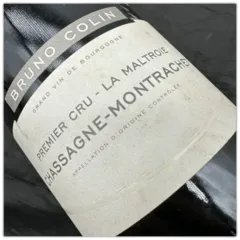 BRUNO COLIN
GRAND VIN DE BOURGOGNE
PREMIER CRU - LA MALTROIE
CHASSAGNE-MONTRACHET
APPELLATION D'ORIGINE CONTRÔLÉE